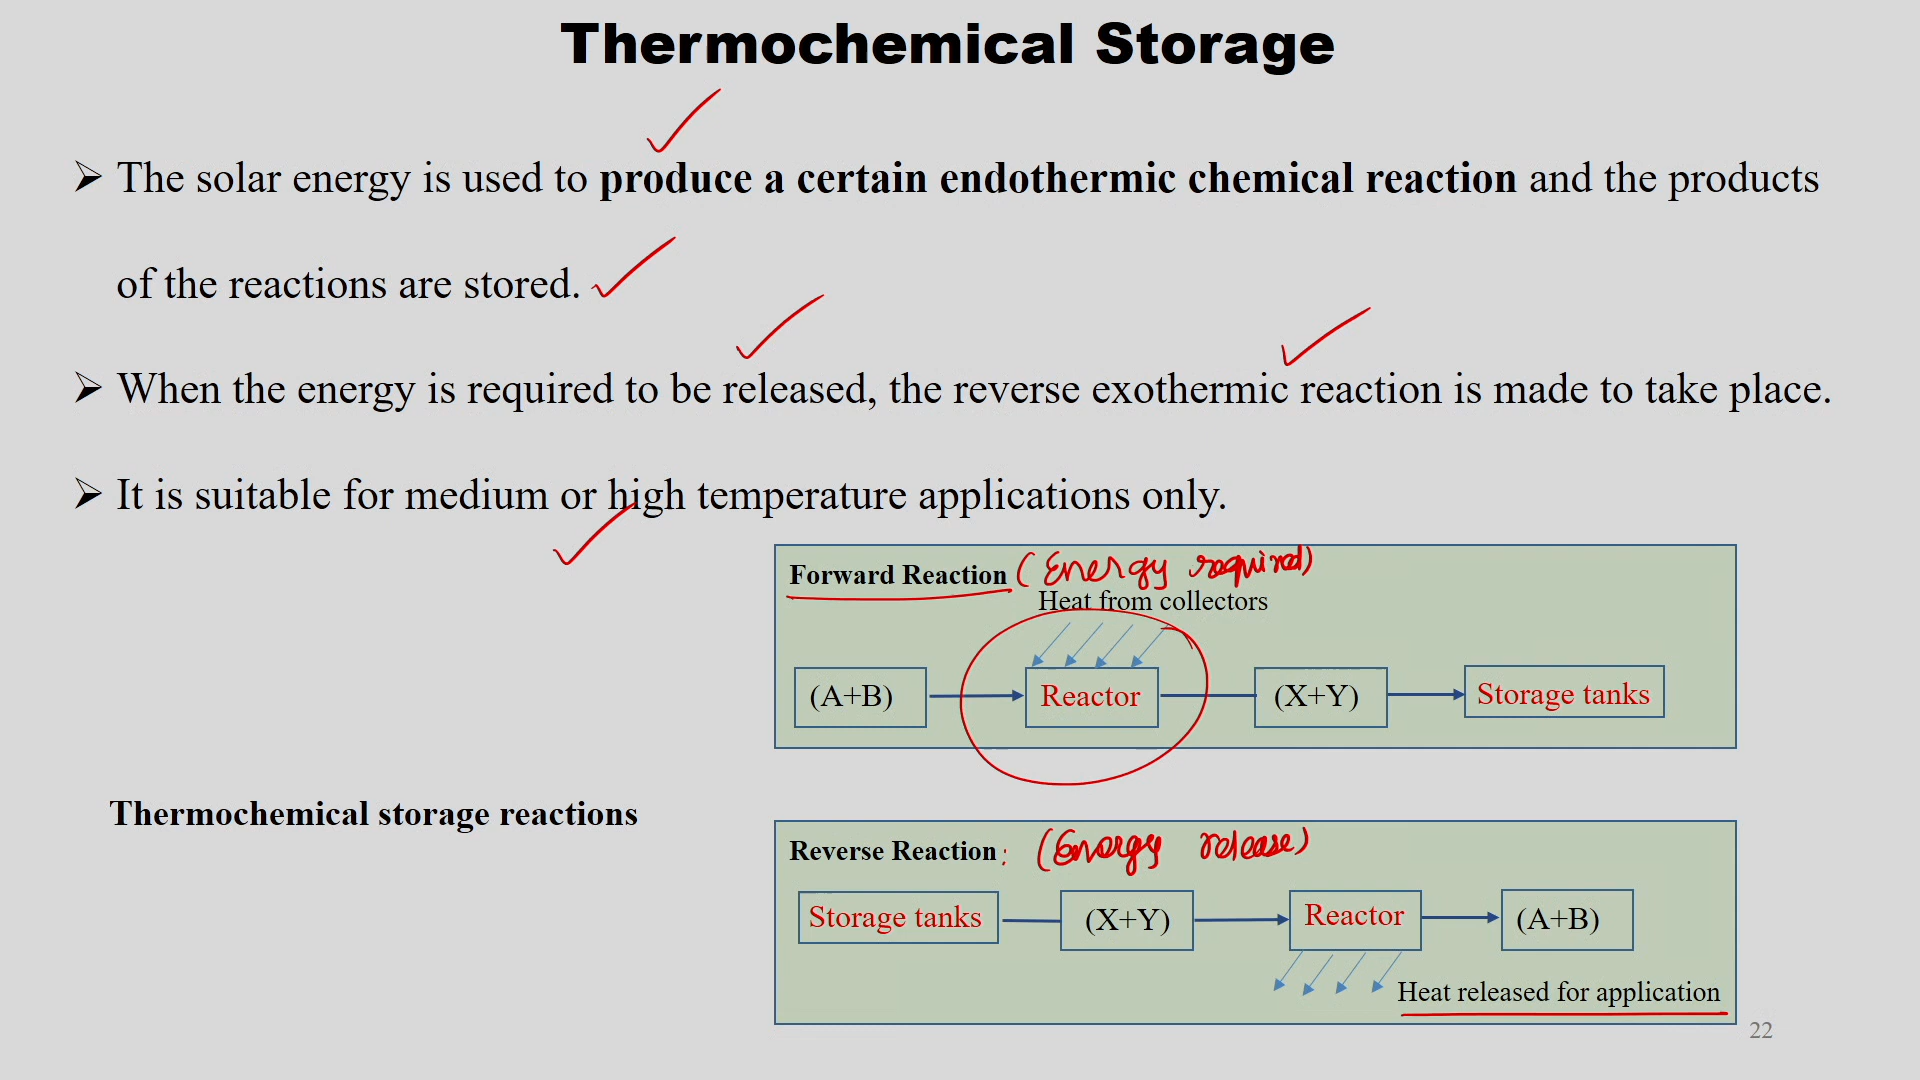 Thermochemical Storage
➢ The solar energy is used to produce a certain endothermic chemical reaction and the products
of the reactions are stored.
➢ When the energy is required to be released, the reverse exothermic reaction is made to take place.
➢ It is suitable for medium or high temperature applications only.
Forward Reaction (Energy required)
Heat from collectors
(A+B) Reactor (X+Y) Storage tanks
Thermochemical storage reactions
Reverse Reaction: (Energy release)
Storage tanks (X+Y) Reactor (A+B)
Heat released for application
22